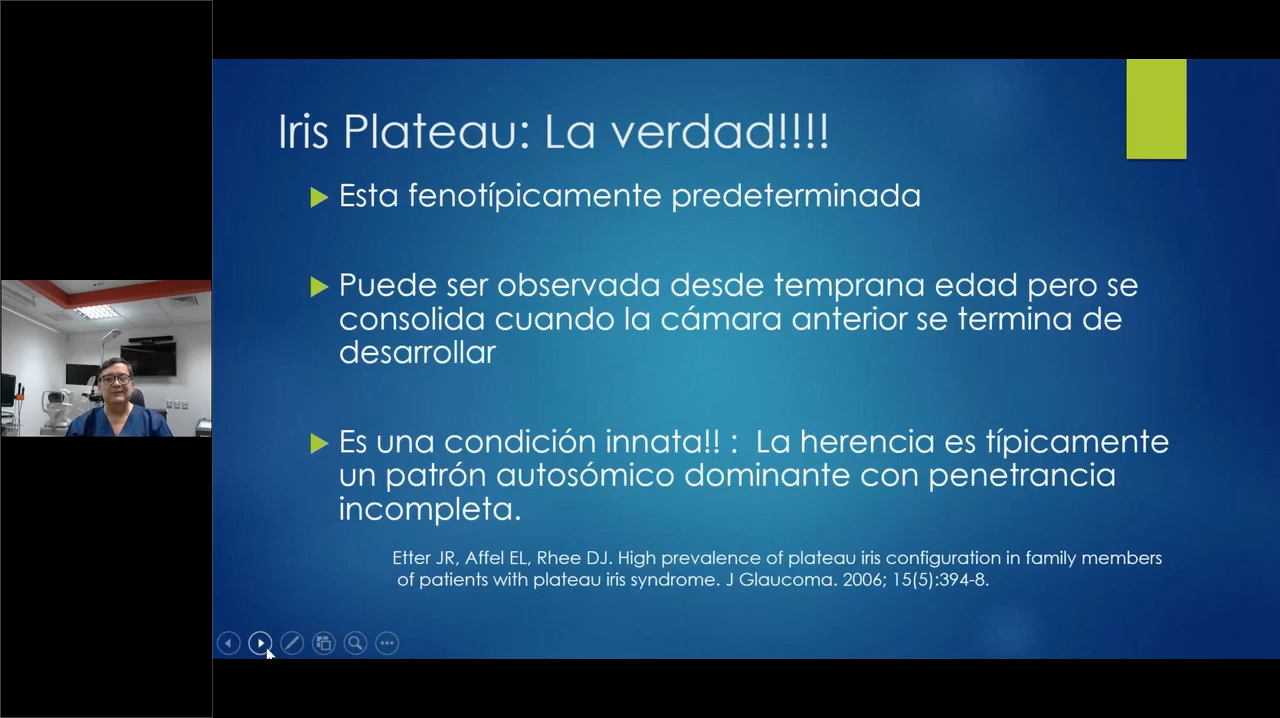 Iris Plateau: La verdad!!!!
Esta fenotípicamente predeterminada
Puede ser observada desde temprana edad pero se
consolida cuando la cámara anterior se termina de
desarrollar
Es una condición innata!! : La herencia es típicamente
un patrón autosómico dominante con penetrancia
incompleta.
Etter JR, Affel EL, Rhee DJ. High prevalence of plateau iris configuration in family members
of patients with plateau iris syndrome. J Glaucoma. 2006; 15(5):394-8.